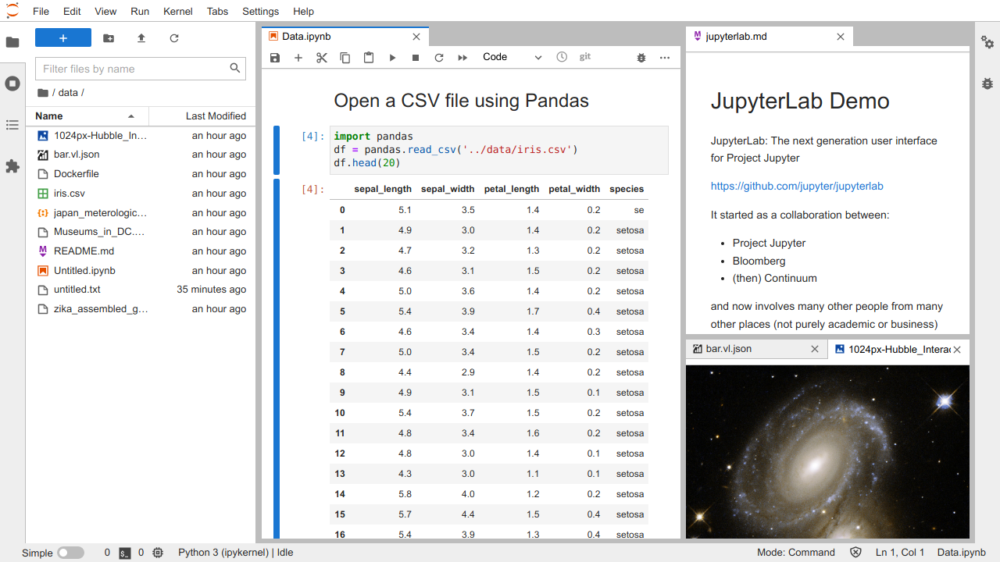 File Edit View Run Kernel Tabs Settings Help
Filter files by name
/ data /
Name Last Modified
1024px-Hubble_In... an hour ago
bar.vl.json an hour ago
Dockerfile an hour ago
iris.csv an hour ago
japan_meterologic... an hour ago
Museums_in_DC.... an hour ago
README.md an hour ago
Untitled.ipynb an hour ago
untitled.txt 35 minutes ago
zika_assembled_g... an hour ago
Data.ipynb
Code git
Open a CSV file using Pandas
[4]: import pandas
df = pandas.read_csv('../data/iris.csv')
df.head(20)
[4]: sepal_length sepal_width petal_length petal_width species
0 5.1 3.5 1.4 0.2 se
1 4.9 3.0 1.4 0.2 setosa
2 4.7 3.2 1.3 0.2 setosa
3 4.6 3.1 1.5 0.2 setosa
4 5.0 3.6 1.4 0.2 setosa
5 5.4 3.9 1.7 0.4 setosa
6 4.6 3.4 1.4 0.3 setosa
7 5.0 3.4 1.5 0.2 setosa
8 4.4 2.9 1.4 0.2 setosa
9 4.9 3.1 1.5 0.1 setosa
10 5.4 3.7 1.5 0.2 setosa
11 4.8 3.4 1.6 0.2 setosa
12 4.8 3.0 1.4 0.1 setosa
13 4.3 3.0 1.1 0.1 setosa
14 5.8 4.0 1.2 0.2 setosa
15 5.7 4.4 1.5 0.4 setosa
16 5.4 3.9 1.3 0.4 setosa
jupyterlab.md
JupyterLab Demo
JupyterLab: The next generation user interface
for Project Jupyter
https://github.com/jupyter/jupyterlab
It started as a collaboration between:
• Project Jupyter
• Bloomberg
• (then) Continuum
and now involves many other people from many
other places (not purely academic or business)
bar.vl.json 1024px-Hubble_Interac
Simple 0 0 Python 3 (ipykernel) | Idle Mode: Command Ln 1, Col 1 Data.ipynb